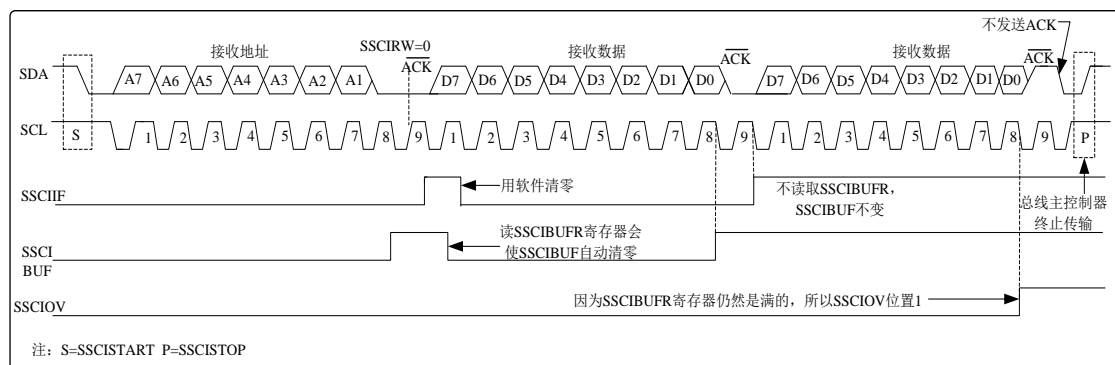 不发送ACK
接收地址
SSCIRW=0
接收数据
接收数据
ACK
ACK
ACK
SDA
A7 A6 A5 A4 A3 A2 A1
D7 D6 D5 D4 D3 D2 D1 D0
D7 D6 D5 D4 D3 D2 D1 D0
SCL
S
1 2 3 4 5 6 7 8 9
1 2 3 4 5 6 7 8 9
1 2 3 4 5 6 7 8 9
P
SSCIIF
用软件清零
不读取SSCIBUFR,
SSCIBUF不变
总线主控制器
终止传输
SSCI
BUF
读SSCIBUFR寄存器会
使SSCIBUF自动清零
SSCIOV
因为SSCIBUFR寄存器仍然是满的，所以SSCIOV位置1
注：S=SSCISTART P=SSCISTOP